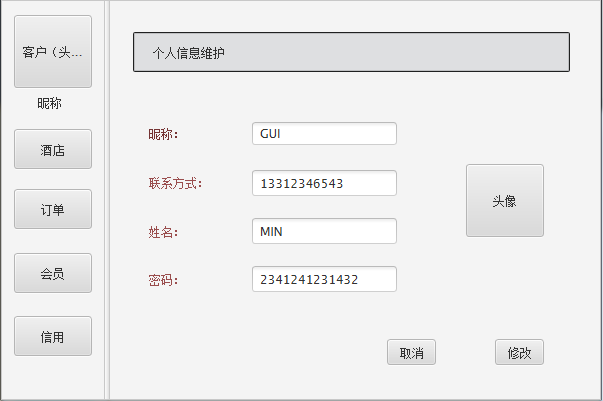 客户（头...
昵称
酒店
订单
会员
信用
个人信息维护
昵称： GUI
联系方式： 13312346543
姓名： MIN
密码： 2341241231432
头像
取消 修改